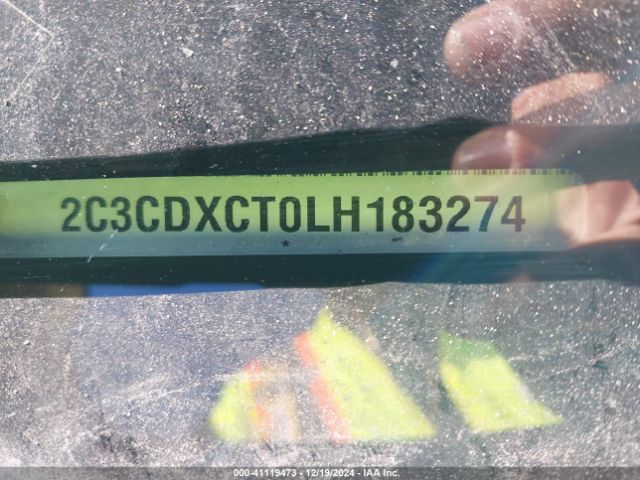 2C3CDXCT0LH183274
*
000-41119473 - 12/19/2024 - IAA Inc.